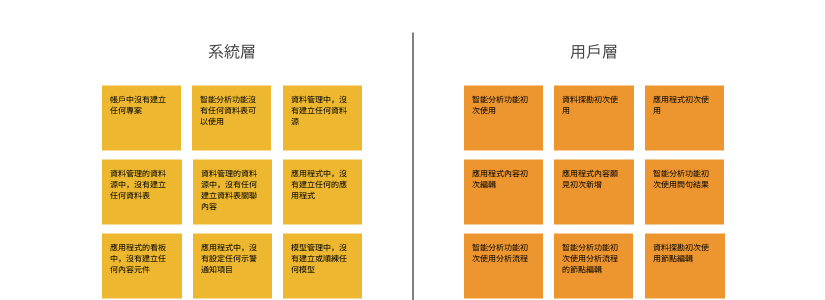 系統層
用戶層
帳戶中沒有建立
任何專案
智能分析功能沒
有任何資料表可
以使用
資料管理中，沒
有建立任何資料
源
資料管理的資料
源中，沒有建立
任何資料表
資料管理的資料
源中，沒有任何
建立資料表關聯
內容
應用程式中，沒
有建立任何的應
用程式
應用程式的看板
中，沒有建立任
何內容元件
應用程式中，沒
有設定任何示警
通知項目
模型管理中，沒
有建立或順練任
何模型
智能分析功能初
次使用
資料探勘初次使
用
應用程式初次使
用
應用程式內容初
次編輯
應用程式內容願
見初次新增
智能分析功能初
次使用問句結果
智能分析功能初
次使用分析流程
智能分析功能初
次使用分析流程
的節點編輯
資料探勘初次使
用節點編輯